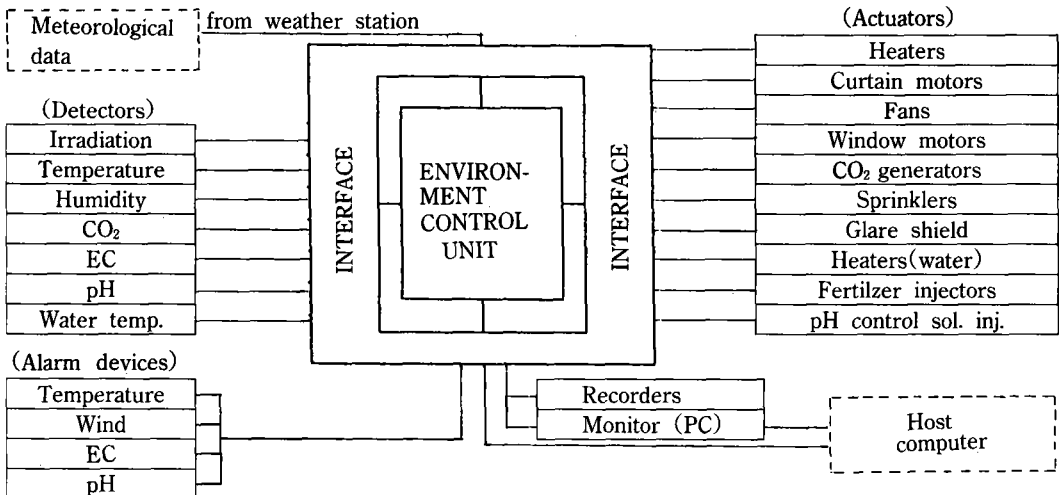 Meteorological
data
from weather station
(Detectors)
Irradiation
Temperature
Humidity
CO₂
EC
pH
Water temp.
(Alarm devices)
Temperature
Wind
EC
pH
INTERFACE
ENVIRON-
MENT
CONTROL
UNIT
INTERFACE
(Actuators)
Heaters
Curtain motors
Fans
Window motors
CO₂ generators
Sprinklers
Glare shield
Heaters(water)
Fertilzer injectors
pH control sol. inj.
Recorders
Monitor (PC)
Host
computer